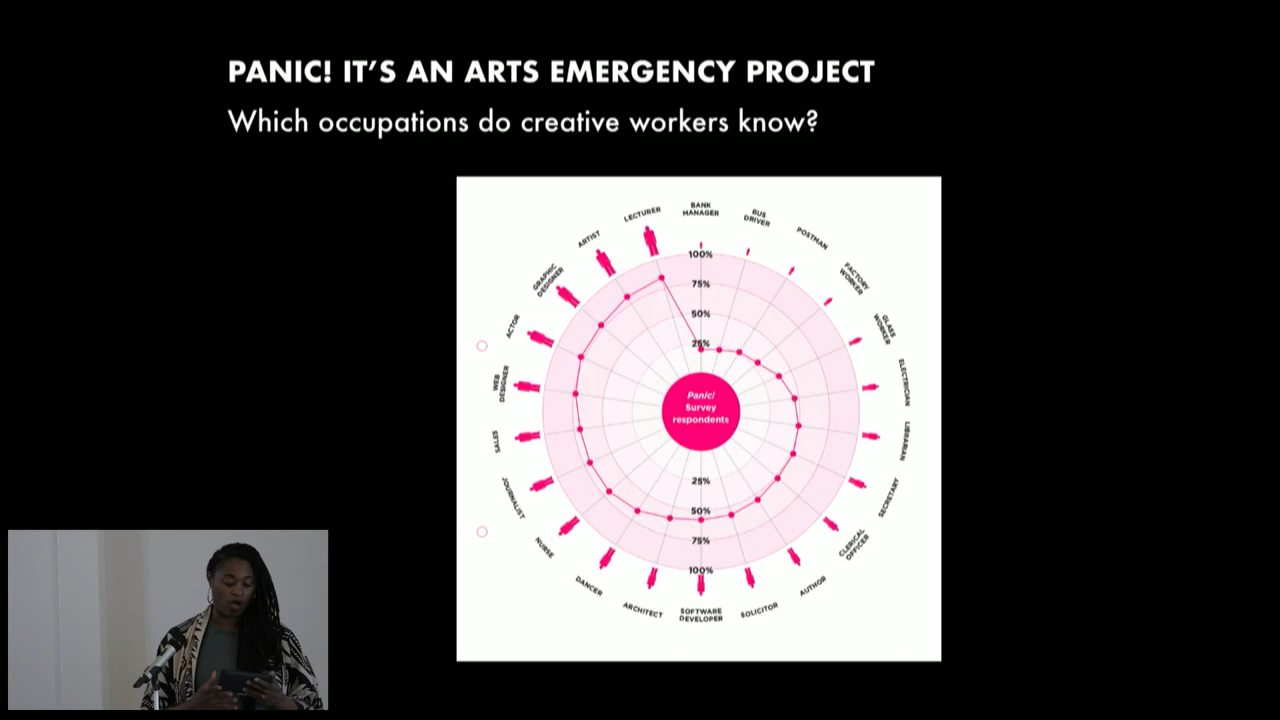 PANIC! IT'S AN ARTS EMERGENCY PROJECT
Which occupations do creative workers know?
BANK
MANAGER
BUS
DRIVER
POSTMAN
FACTORY
WORKER
GLASS
WORKER
ELECTRICIAN
LIBRARIAN
SECRETARY
CLERICAL
OFFICER
AUTHOR
SOLICITOR
SOFTWARE
DEVELOPER
ARCHITECT
DANCER
NURSE
JOURNALIST
SALES
WEB
DESIGNER
ACTOR
GRAPHIC
DESIGNER
ARTIST
LECTURER
100%
75%
50%
25%
Panic!
Survey
respondents
25%
50%
75%
100%